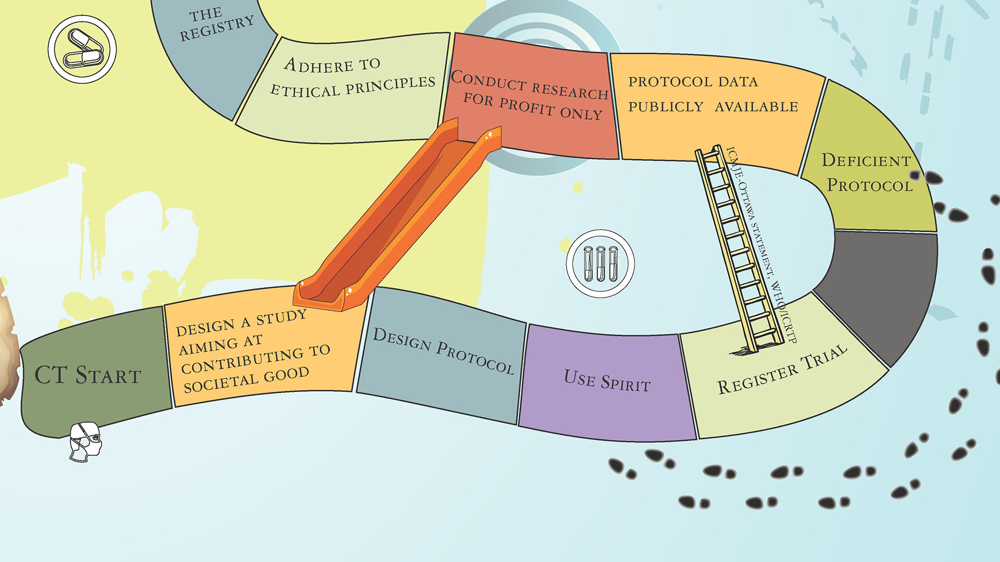 THE
REGISTRY
ADHERE TO
ETHICAL PRINCIPLES
CONDUCT RESEARCH
FOR PROFIT ONLY
PROTOCOL DATA
PUBLICLY AVAILABLE
DEFICIENT
PROTOCOL
ICMJE-OTTAWA STATEMENT, WHO/ICRTP
CT START
DESIGN A STUDY
AIMING AT
CONTRIBUTING TO
SOCIETAL GOOD
DESIGN PROTOCOL
USE SPIRIT
REGISTER TRIAL